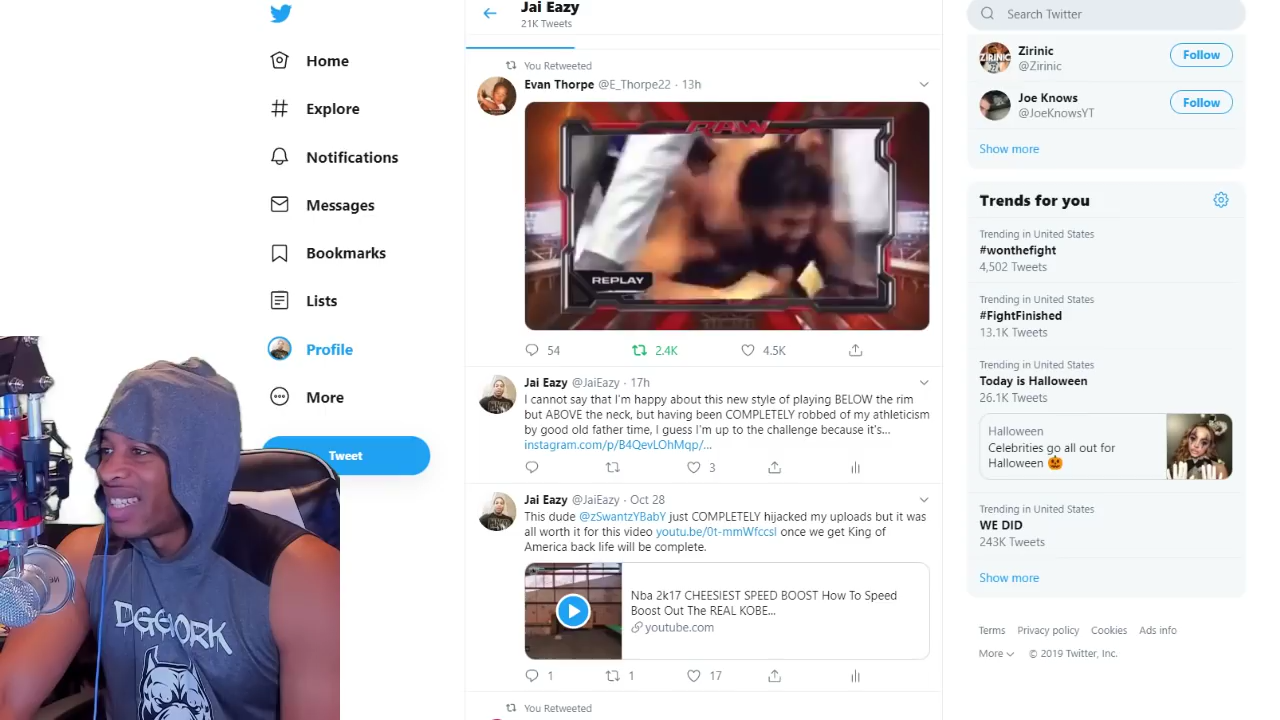 Jai Eazy
21K Tweets
Home
Explore
Notifications
Messages
Bookmarks
Lists
Profile
More
Tweet
You Retweeted
Evan Thorpe @E_Thorpe22 · 13h
RAW
REPLAY
54
2.4K
4.5K
Jai Eazy @JaiEazy · 17h
I cannot say that I'm happy about this new style of playing BELOW the rim
but ABOVE the neck, but having been COMPLETELY robbed of my athleticism
by good old father time, I guess I'm up to the challenge because it's...
instagram.com/p/B4QevLOhMqp/...
3
Jai Eazy @JaiEazy · Oct 28
This dude @zSwantzYBabY just COMPLETELY hijacked my uploads but it was
all worth it for this video youtu.be/0t-mmWfccsI once we get King of
America back life will be complete.
Nba 2k17 CHEESIEST SPEED BOOST How To Speed
Boost Out The REAL KOBE...
youtube.com
1
1
17
You Retweeted
Search Twitter
ZIRINIC
Zirinic
@Zirinic
Follow
Joe Knows
@JoeKnowsYT
Follow
Show more
Trends for you
Trending in United States
#wonthefight
4,502 Tweets
Trending in United States
#FightFinished
13.1K Tweets
Trending in United States
Today is Halloween
26.1K Tweets
Halloween
Celebrities go all out for
Halloween 🎃
Trending in United States
WE DID
243K Tweets
Show more
Terms Privacy policy Cookies Ads info
More © 2019 Twitter, Inc.